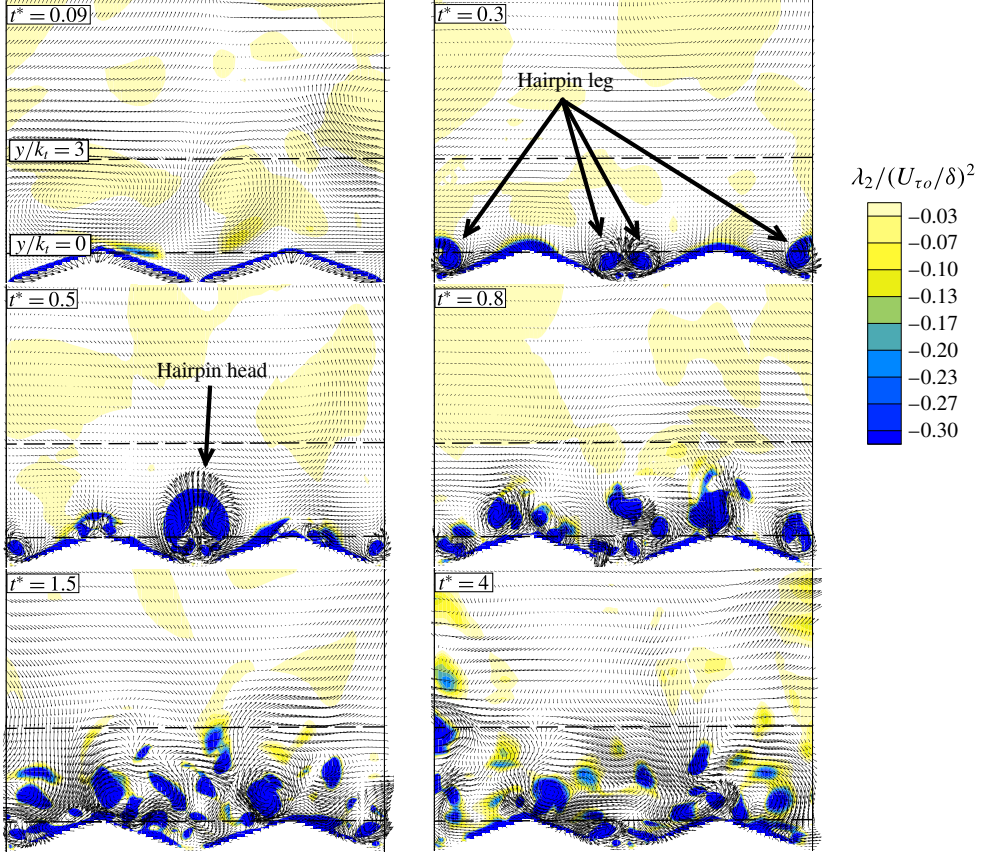 t* = 0.09
t* = 0.3
Hairpin leg
y/kₜ = 3
λ₂/(U_τo/δ)²
−0.03
−0.07
−0.10
−0.13
−0.17
−0.20
−0.23
−0.27
−0.30
y/kₜ = 0
t* = 0.5
t* = 0.8
Hairpin head
t* = 1.5
t* = 4